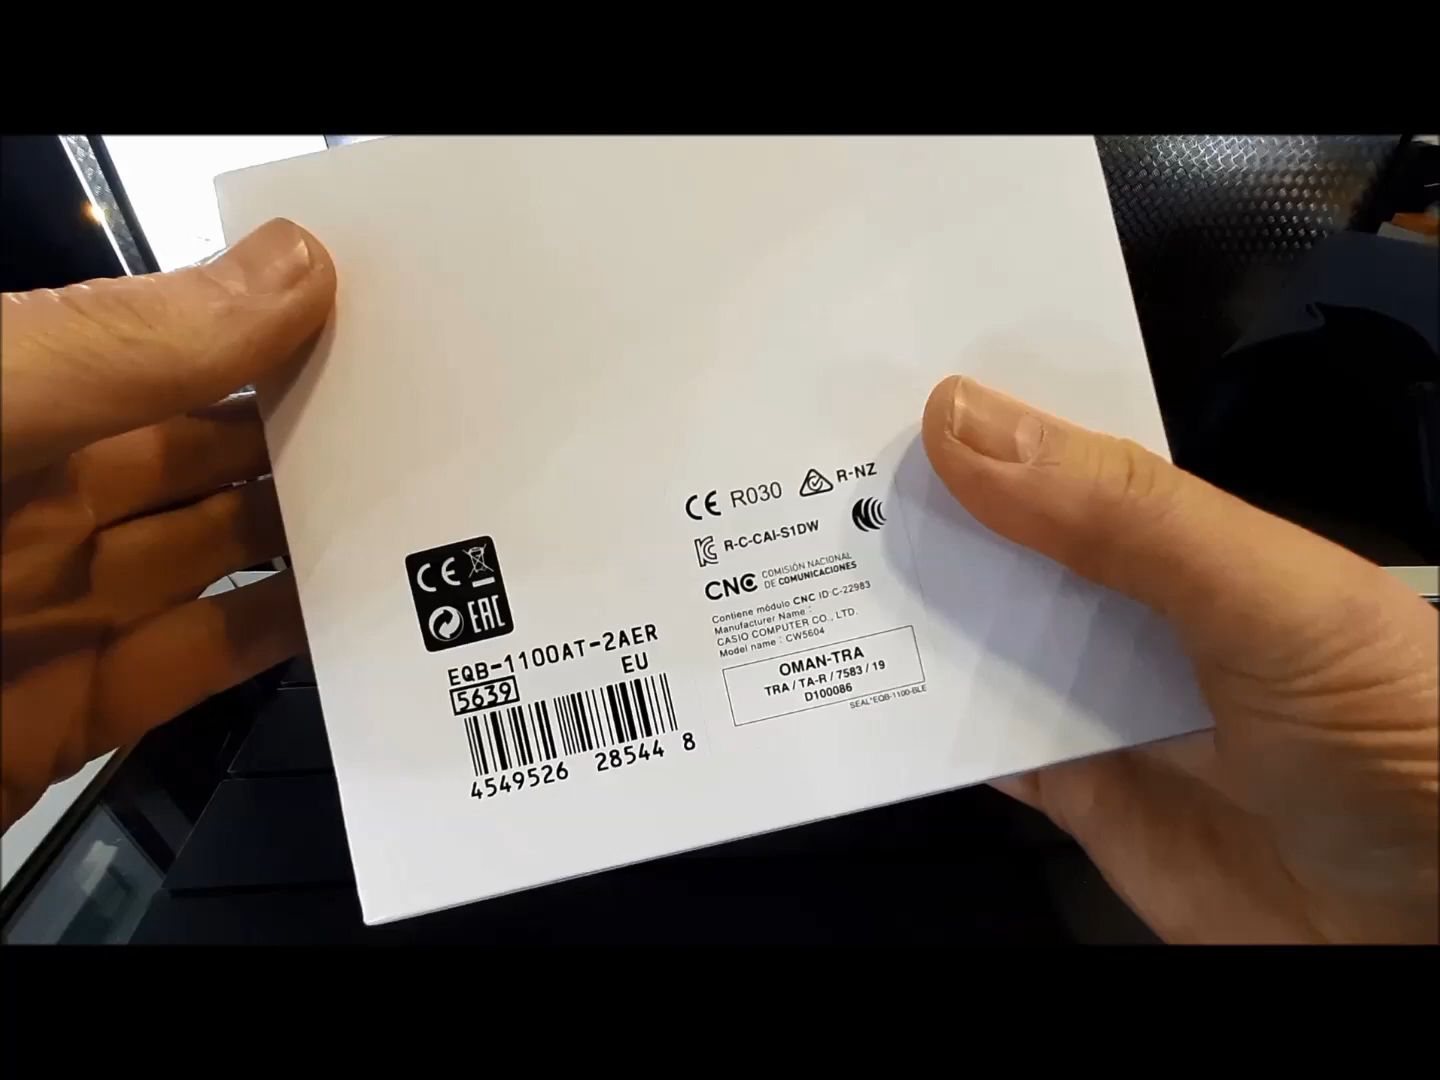 CE
EAC
EQB-1100AT-2AER
EU
5639
4549526 28544 8
CE R030 R-NZ
R-C-CAI-S1DW
CNC COMISIÓN NACIONAL
DE COMUNICACIONES
Contiene módulo CNC ID C-22983
Manufacturer Name :
CASIO COMPUTER CO., LTD.
Model name : CW5604
OMAN-TRA
TRA / TA-R / 7583 / 19
D100086
SEAL*EQB-1100-BLE